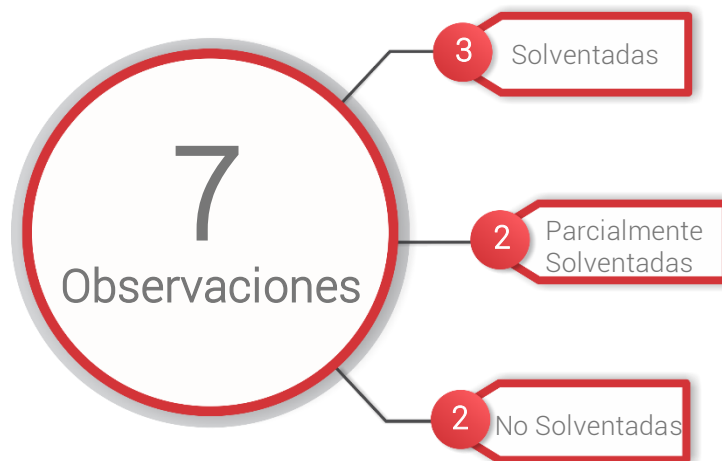 7
Observaciones
3
Solventadas
2
Parcialmente
Solventadas
2
No Solventadas